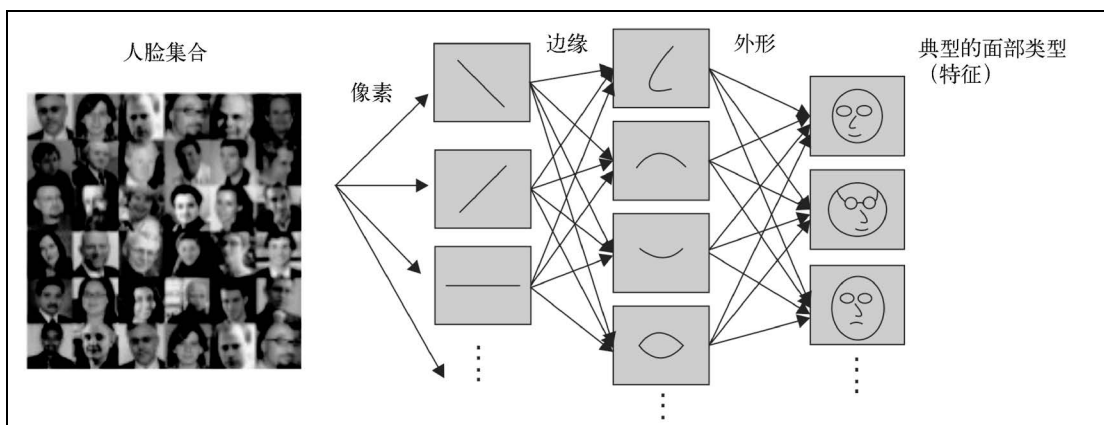 人脸集合
像素
边缘
外形
典型的面部类型
（特征）